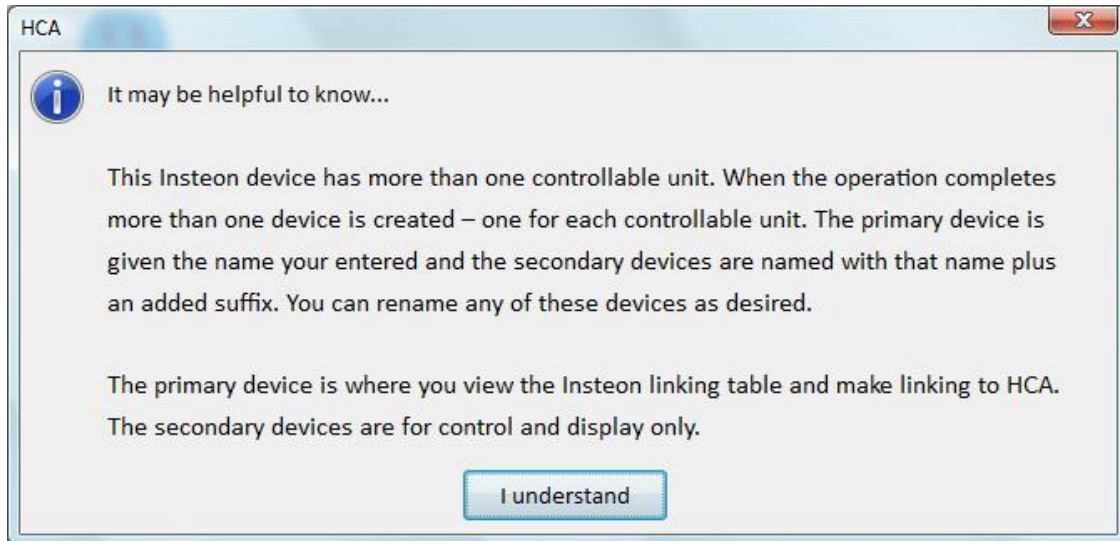 HCA
It may be helpful to know...
This Insteon device has more than one controllable unit. When the operation completes
more than one device is created – one for each controllable unit. The primary device is
given the name your entered and the secondary devices are named with that name plus
an added suffix. You can rename any of these devices as desired.
The primary device is where you view the Insteon linking table and make linking to HCA.
The secondary devices are for control and display only.
I understand